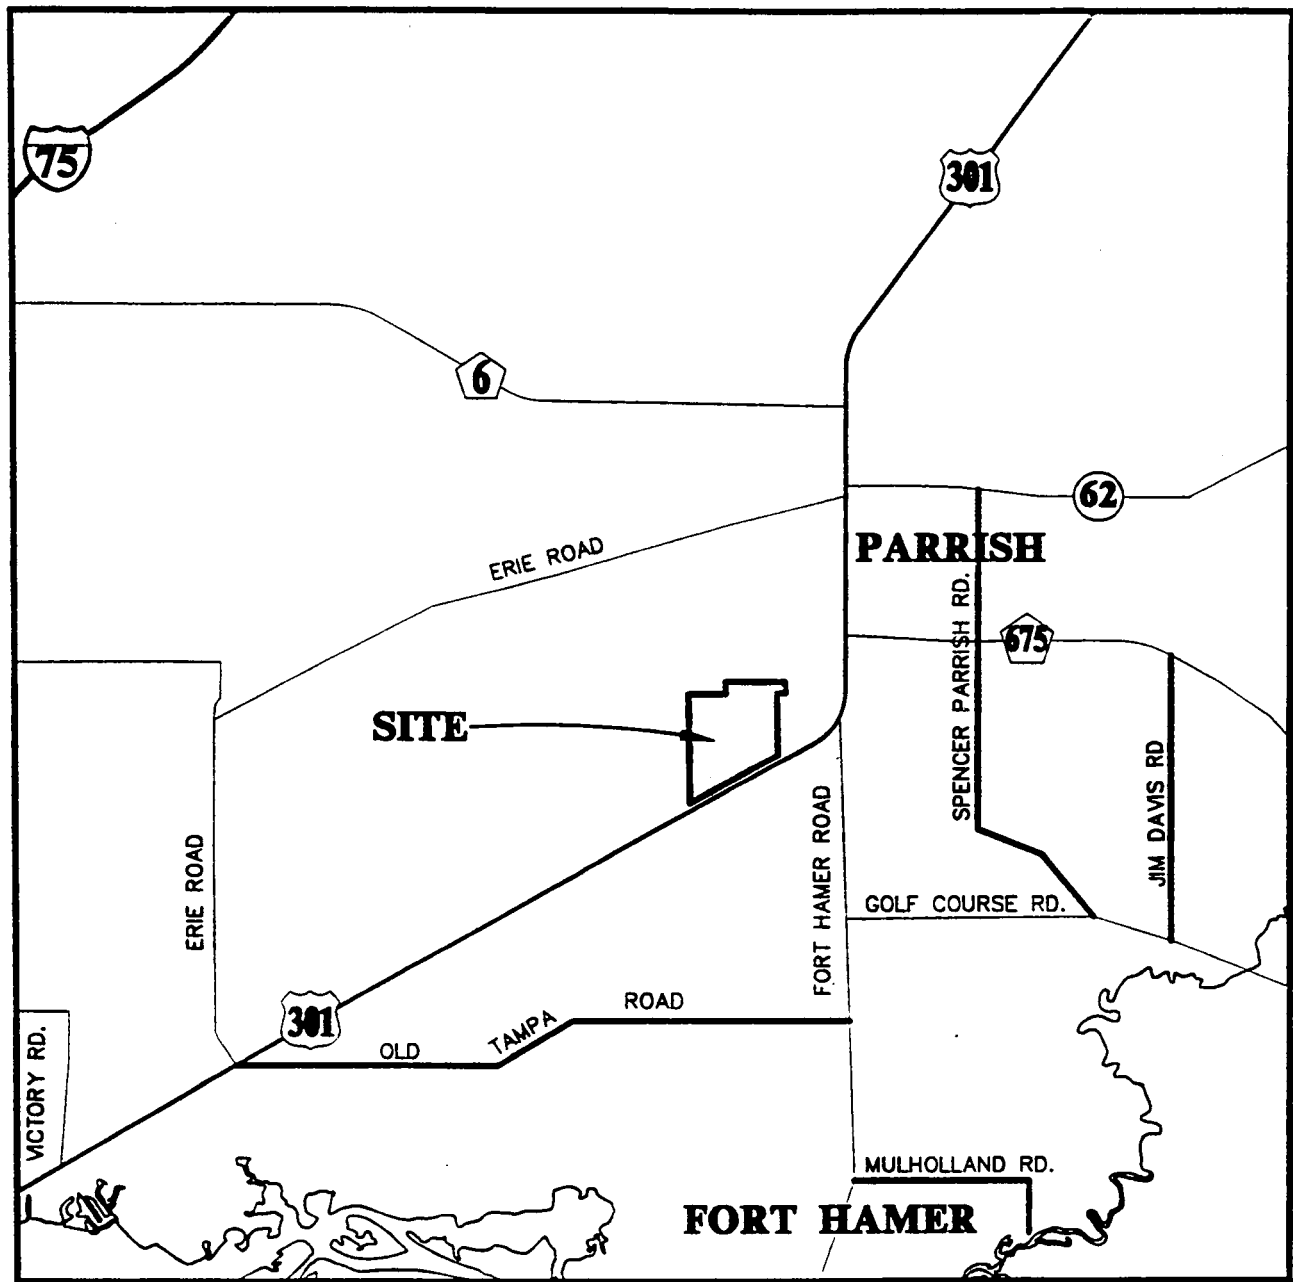 75
301
6
62
PARRISH
ERIE ROAD
SPENCER PARRISH RD.
675
SITE
JIM DAVIS RD
FORT HAMER ROAD
ERIE ROAD
GOLF COURSE RD.
301
OLD TAMPA ROAD
VICTORY RD.
MULHOLLAND RD.
FORT HAMER